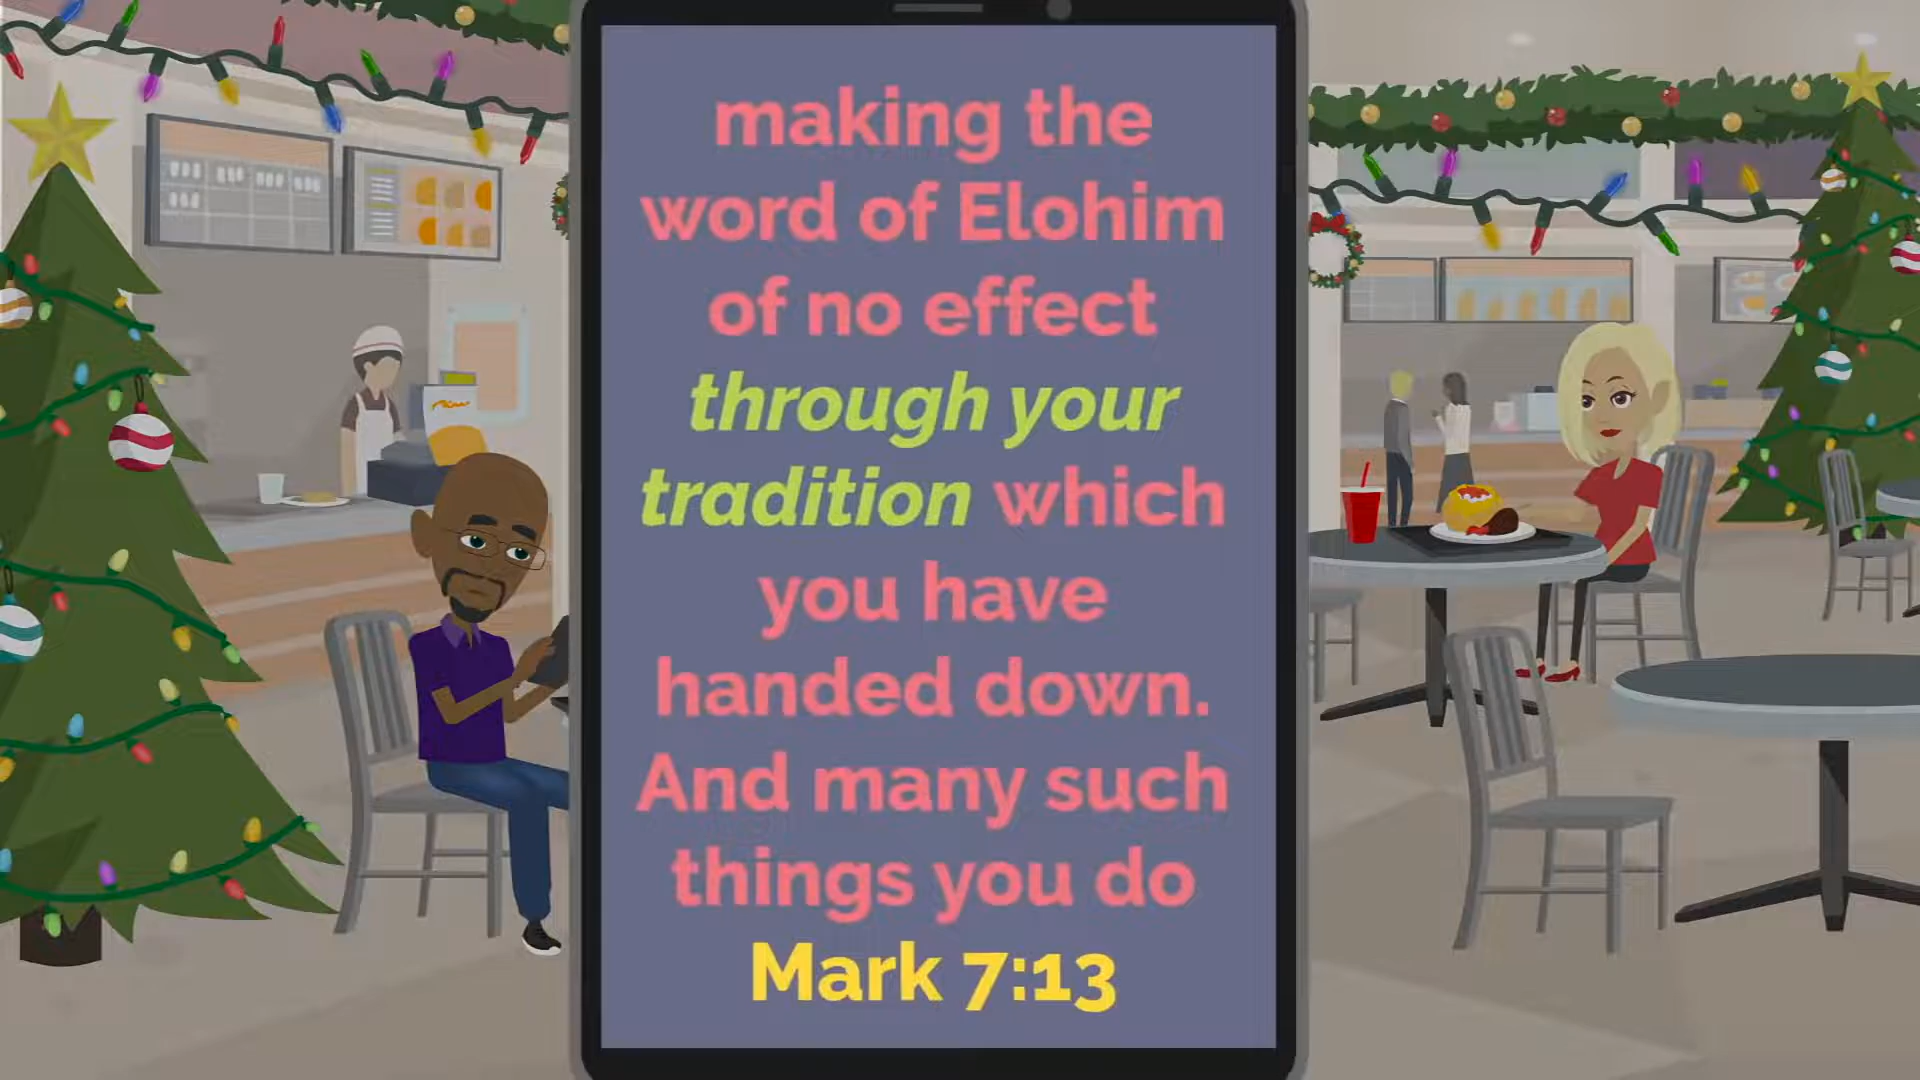 making the
word of Elohim
of no effect
through your
tradition which
you have
handed down.
And many such
things you do
Mark 7:13